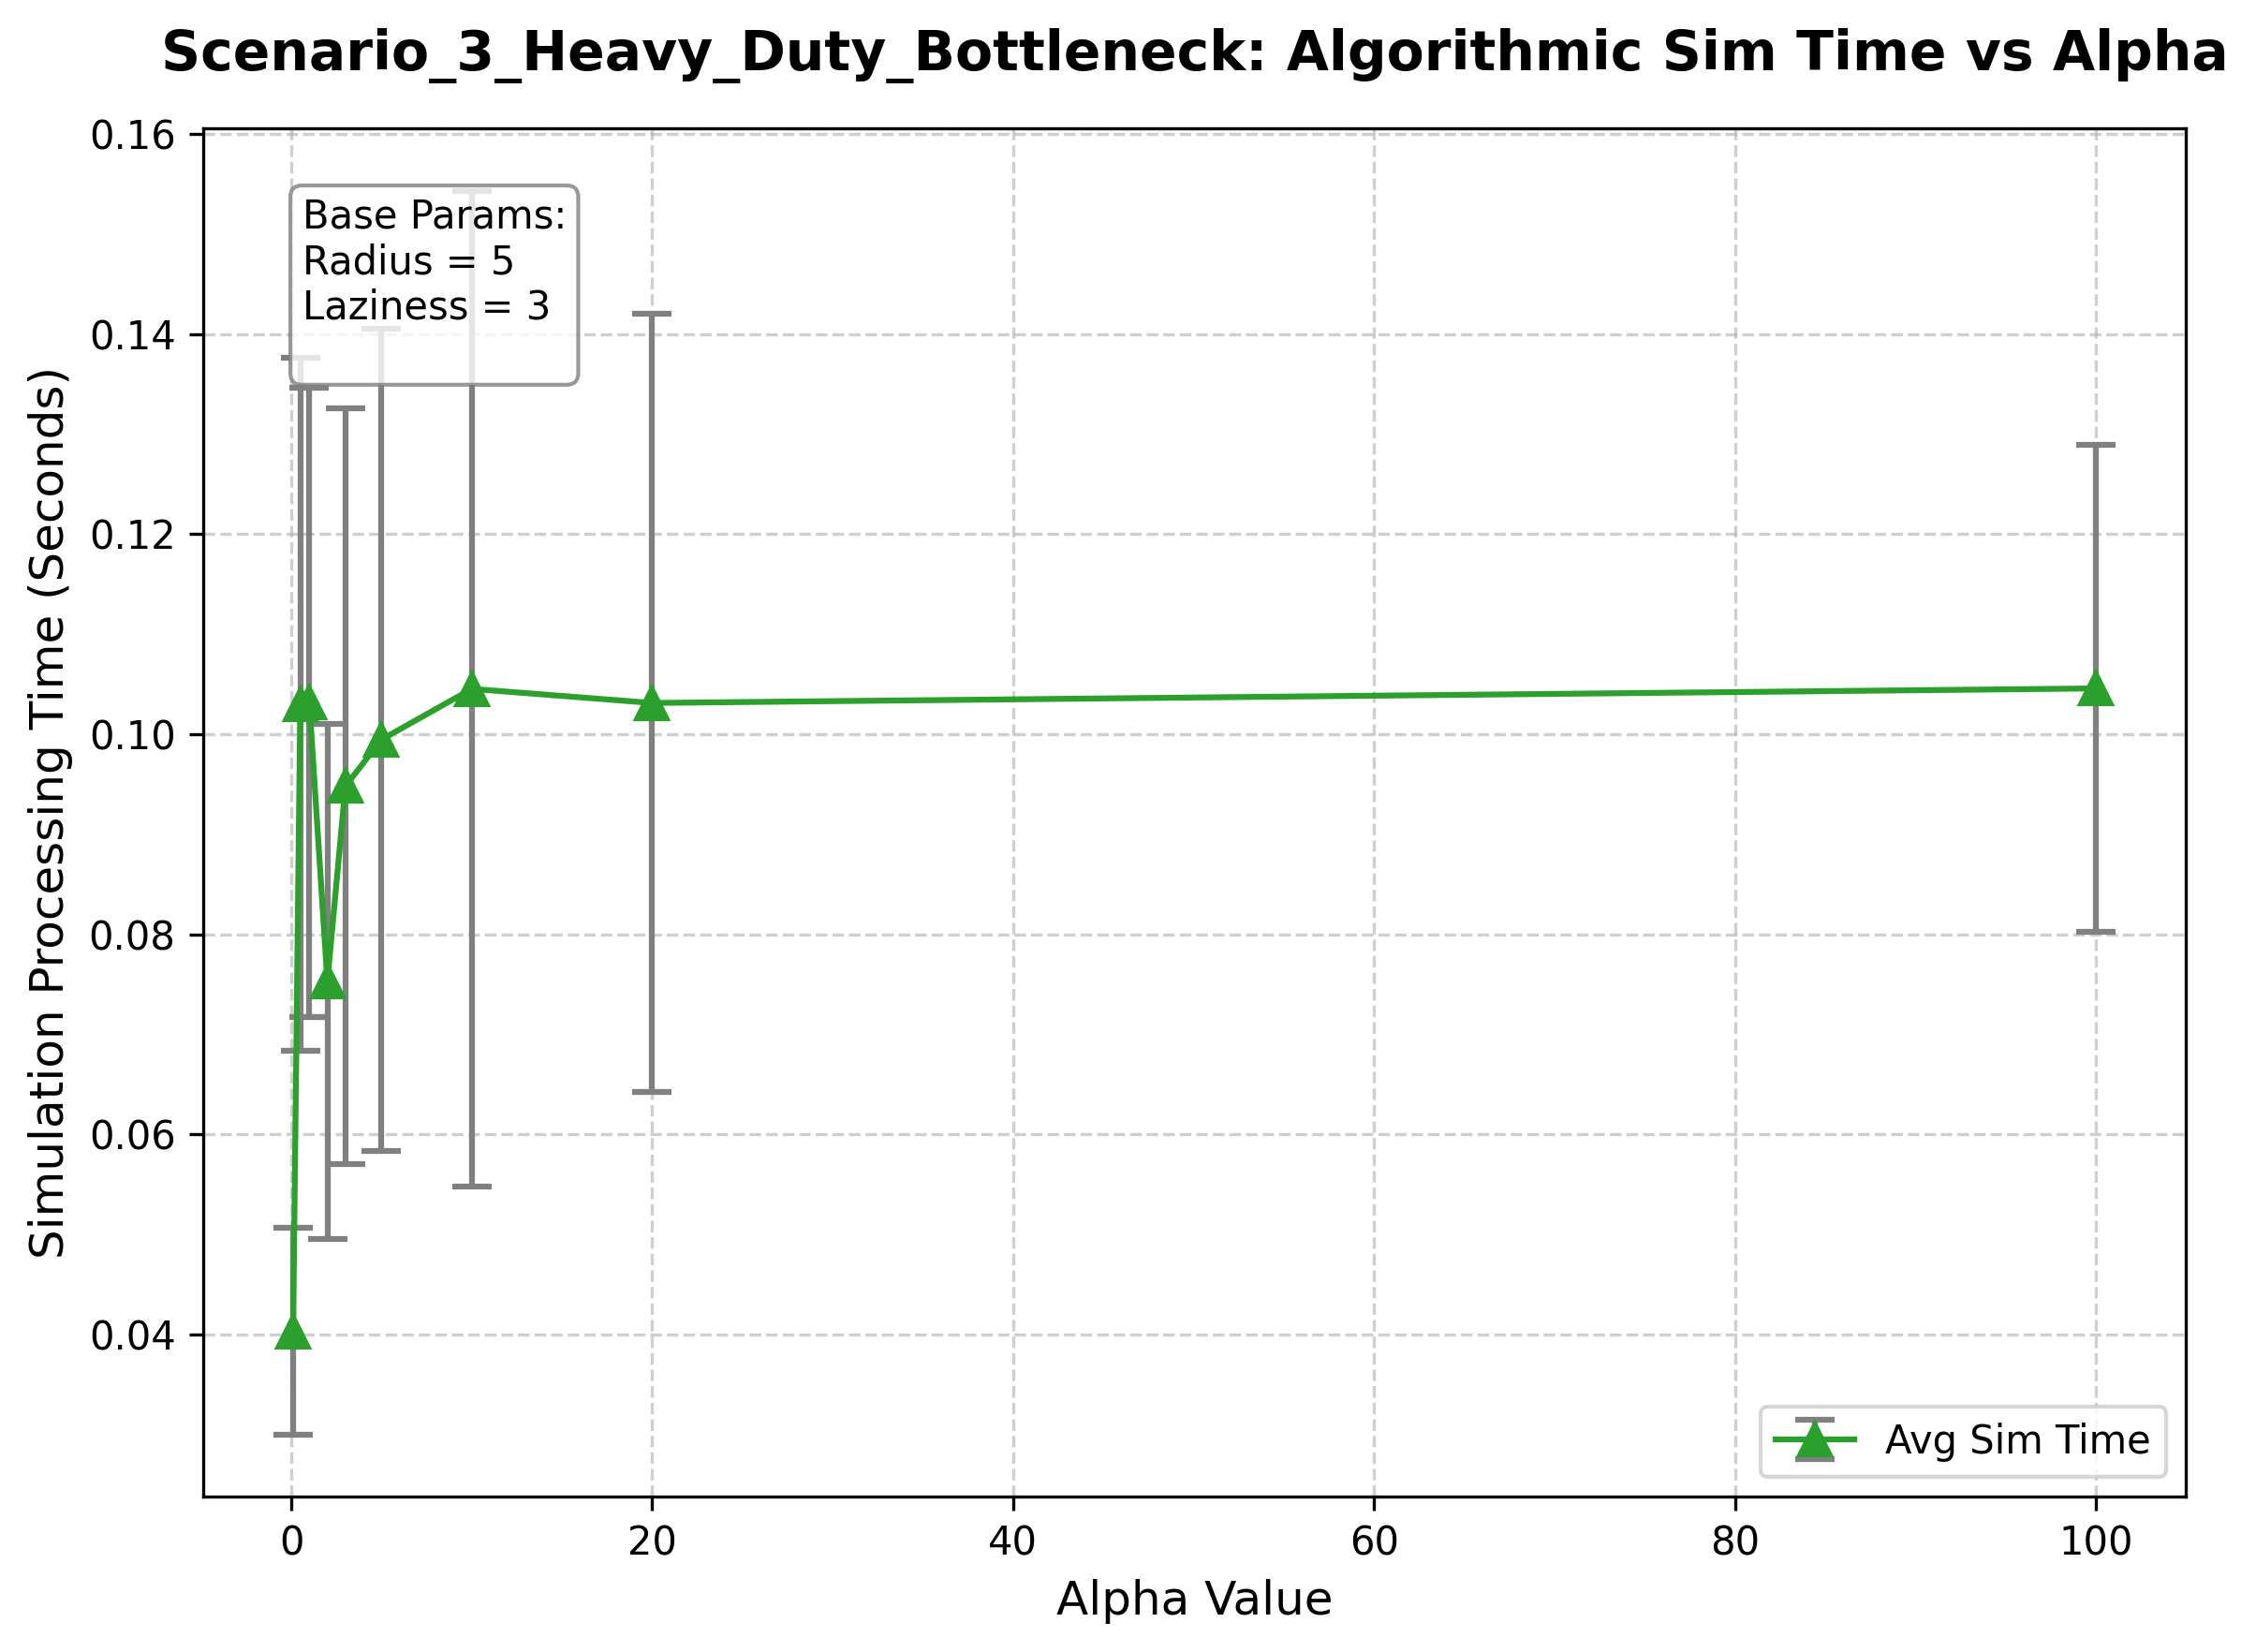 Scenario_3_Heavy_Duty_Bottleneck: Algorithmic Sim Time vs Alpha
Simulation Processing Time (Seconds)
0.16
0.14
0.12
0.10
0.08
0.06
0.04
Base Params:
Radius = 5
Laziness = 3
Avg Sim Time
0 20 40 60 80 100
Alpha Value